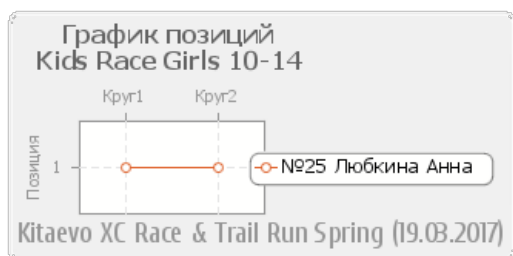 График позиций
Kids Race Girls 10-14
Круг1 Круг2
Позиция
1
№25 Любкина Анна
Kitaevo XC Race & Trail Run Spring (19.03.2017)